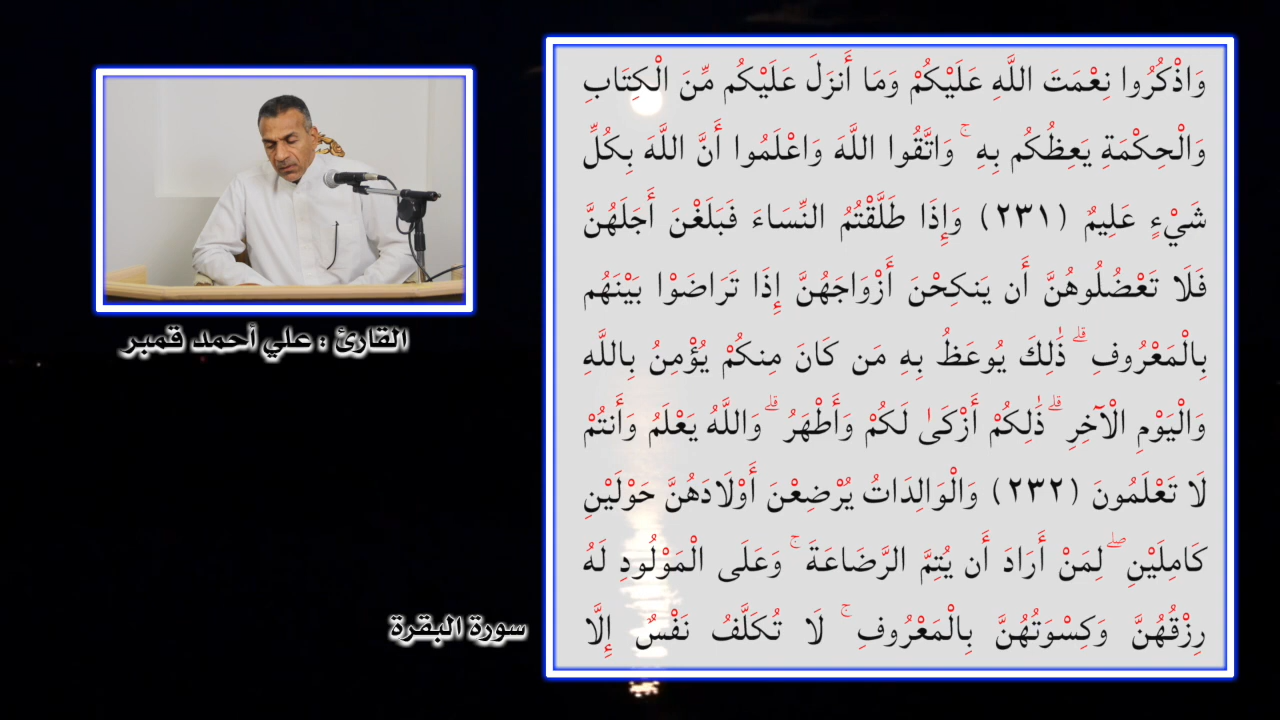 وَاذْكُرُوا نِعْمَتَ اللَّهِ عَلَيْكُمْ وَمَا أَنزَلَ عَلَيْكُم مِّنَ الْكِتَابِ
وَالْحِكْمَةِ يَعِظُكُم بِهِ ۚ وَاتَّقُوا اللَّهَ وَاعْلَمُوا أَنَّ اللَّهَ بِكُلِّ
شَيْءٍ عَلِيمٌ (٢٣١) وَإِذَا طَلَّقْتُمُ النِّسَاءَ فَبَلَغْنَ أَجَلَهُنَّ
فَلَا تَعْضُلُوهُنَّ أَن يَنكِحْنَ أَزْوَاجَهُنَّ إِذَا تَرَاضَوْا بَيْنَهُم
بِالْمَعْرُوفِ ۗ ذَٰلِكَ يُوعَظُ بِهِ مَن كَانَ مِنكُمْ يُؤْمِنُ بِاللَّهِ
وَالْيَوْمِ الْآخِرِ ۗ ذَٰلِكُمْ أَزْكَىٰ لَكُمْ وَأَطْهَرُ ۗ وَاللَّهُ يَعْلَمُ وَأَنتُمْ
لَا تَعْلَمُونَ (٢٣٢) وَالْوَالِدَاتُ يُرْضِعْنَ أَوْلَادَهُنَّ حَوْلَيْنِ
كَامِلَيْنِ ۖ لِمَنْ أَرَادَ أَن يُتِمَّ الرَّضَاعَةَ ۚ وَعَلَى الْمَوْلُودِ لَهُ
رِزْقُهُنَّ وَكِسْوَتُهُنَّ بِالْمَعْرُوفِ ۚ لَا تُكَلَّفُ نَفْسٌ إِلَّا
القارئ : علي أحمد قمبر
سورة البقرة